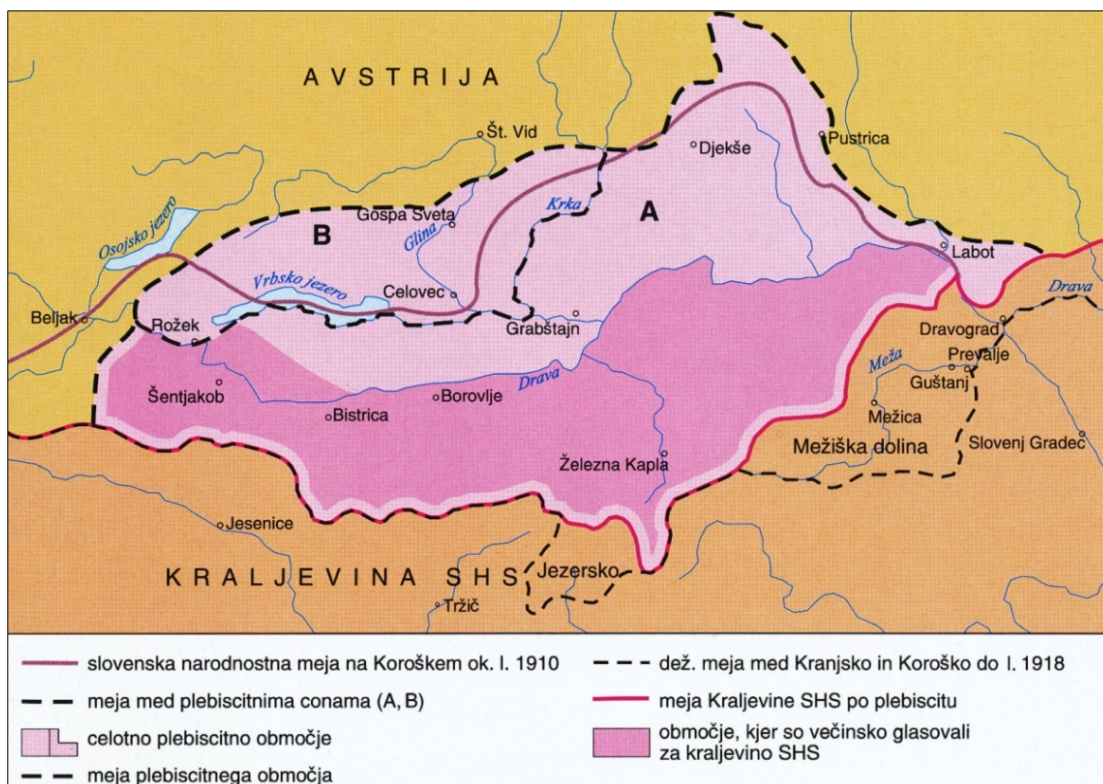 AVSTRIJA
Št. Vid
Djekše
Pustrica
Osojsko jezero
Gospa Sveta
Krka
A
B
Glina
Labot
Vrbsko jezero
Celovec
Drava
Beljak
Rožek
Grabštajn
Dravograd
Meža
Prevalje
Šentjakob
Drava
Guštanj
Bistrica
Borovlje
Mežica
Železna Kapla
Mežiška dolina
Slovenj Gradec
Jesenice
KRALJEVINA SHS
Jezersko
Tržič
slovenska narodnostna meja na Koroškem ok. l. 1910
meja med plebiscitnima conama (A, B)
celotno plebiscitno območje
meja plebiscitnega območja
dež. meja med Kranjsko in Koroško do l. 1918
meja Kraljevine SHS po plebiscitu
območje, kjer so večinsko glasovali
za kraljevino SHS